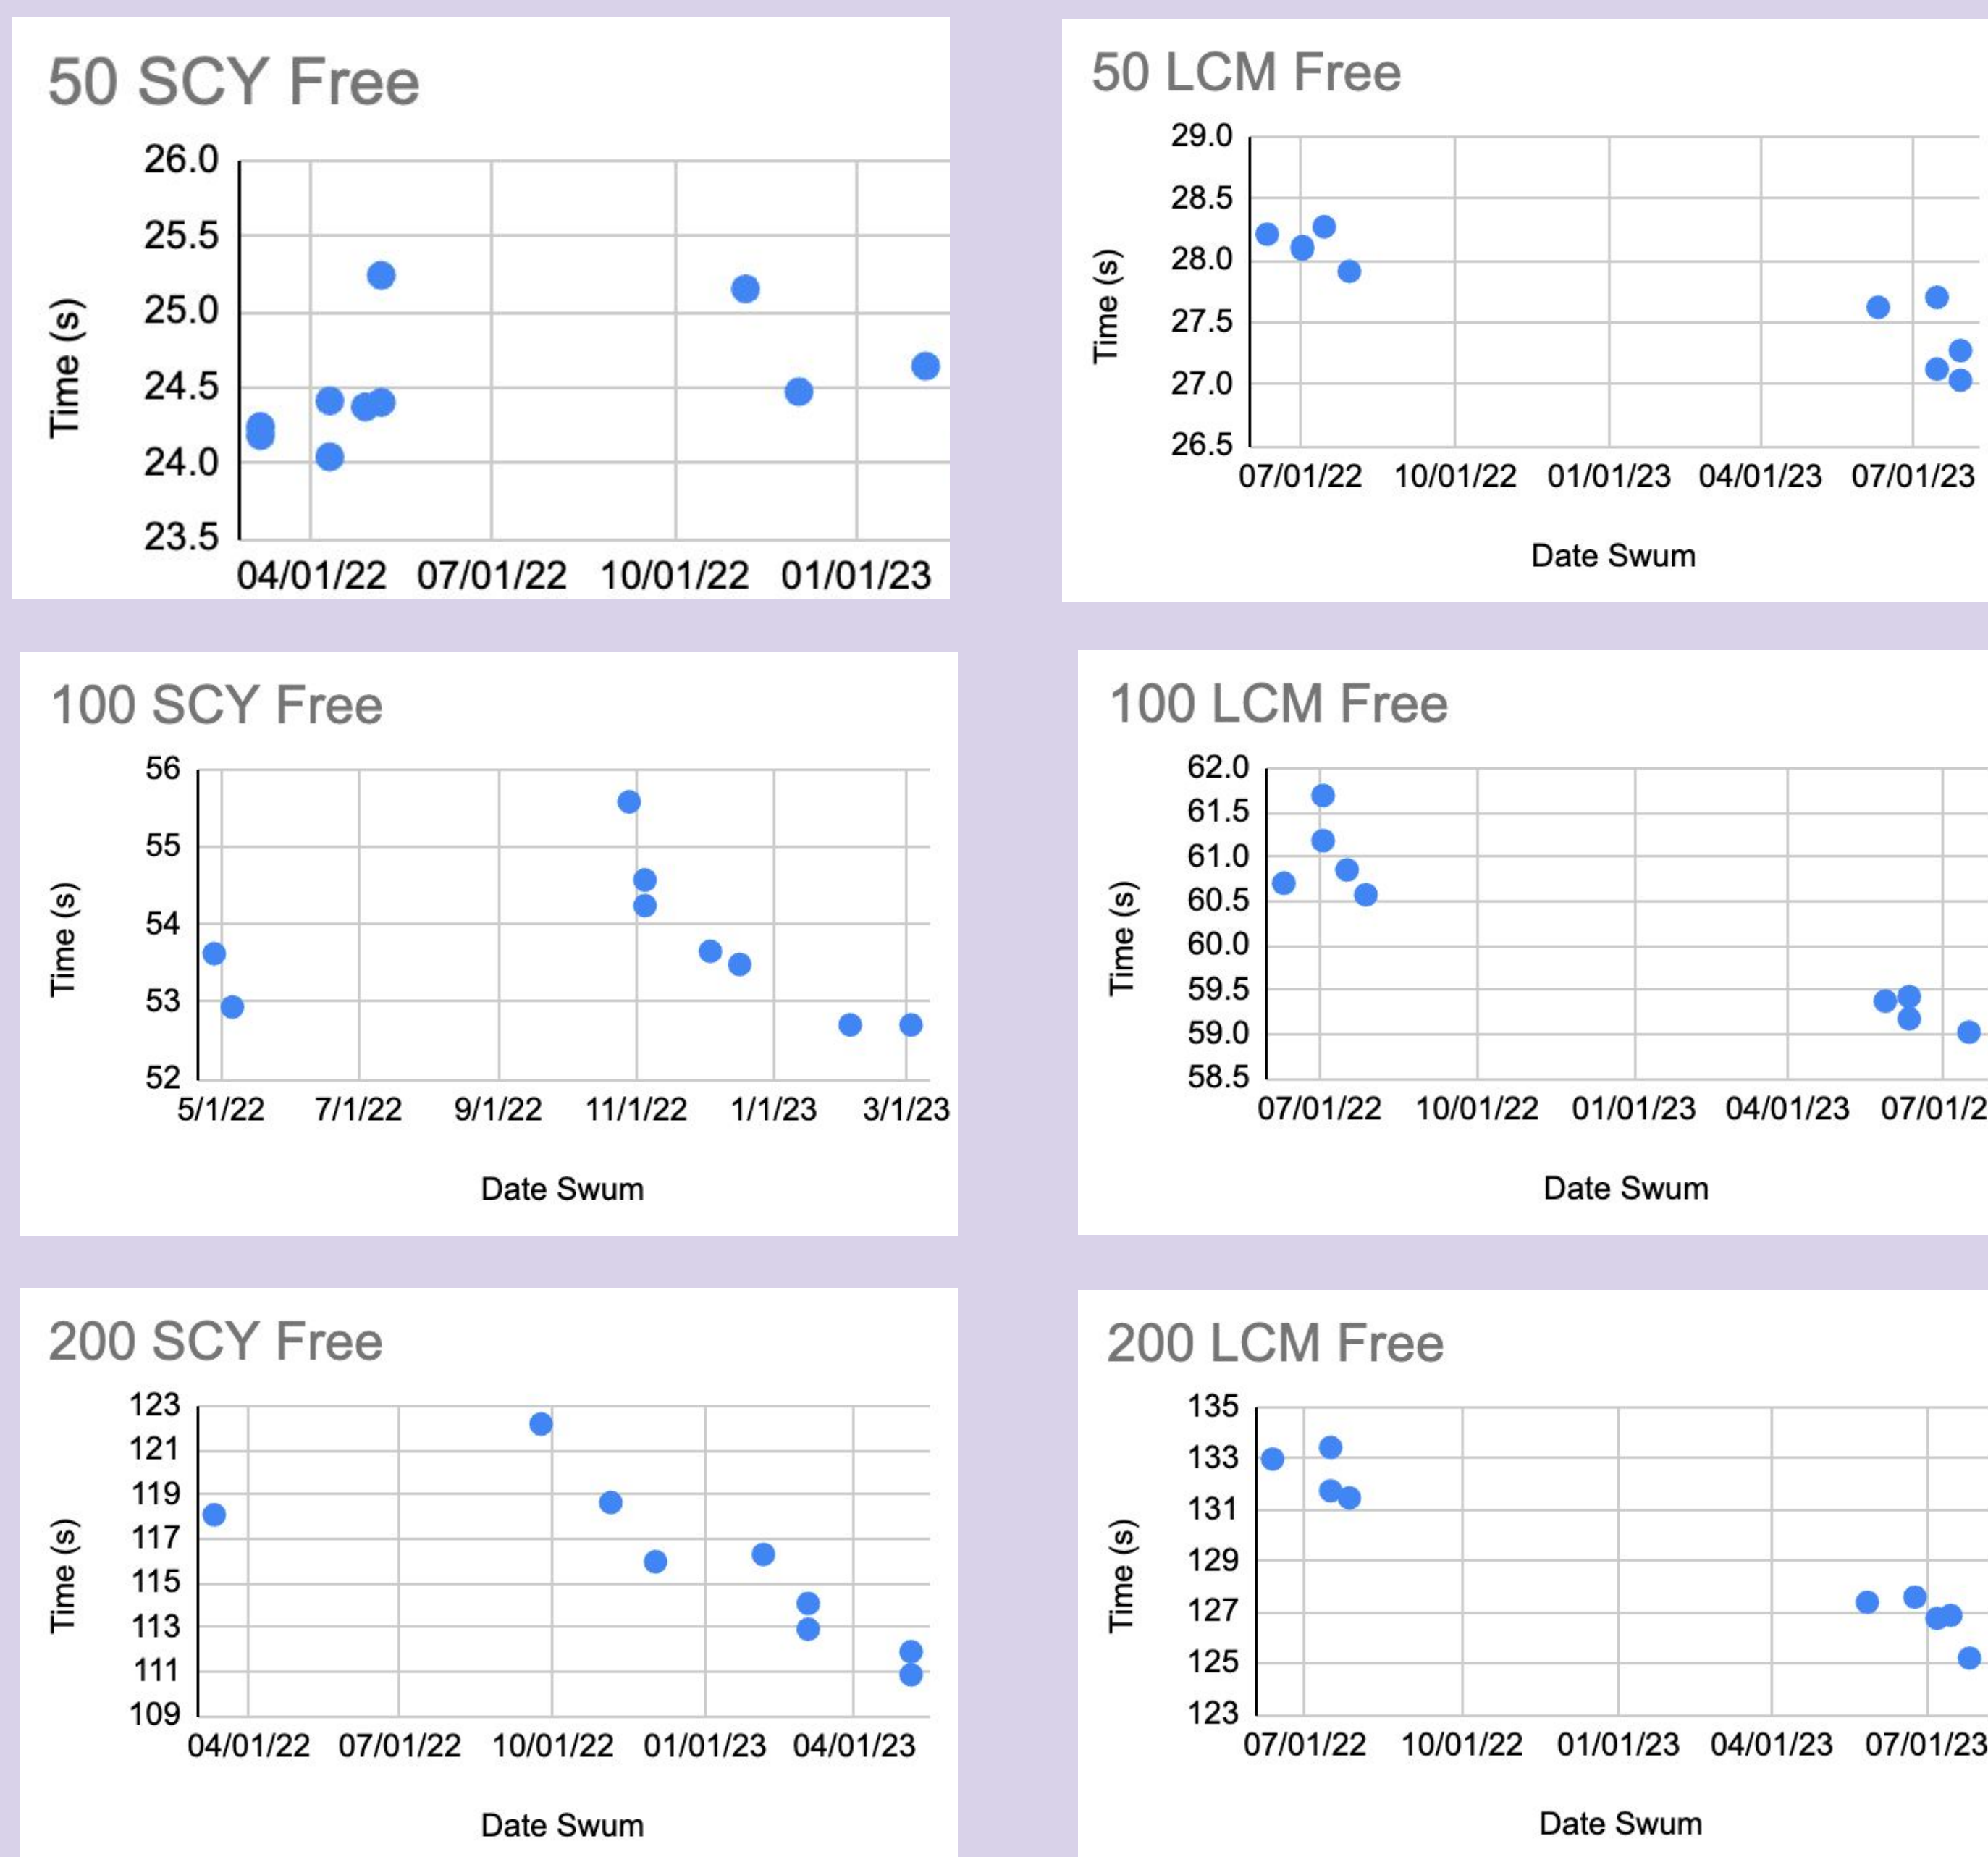 50 SCY Free
26.0
25.5
25.0
24.5
24.0
23.5
Time (s)
04/01/22 07/01/22 10/01/22 01/01/23
50 LCM Free
29.0
28.5
28.0
27.5
27.0
26.5
Time (s)
07/01/22 10/01/22 01/01/23 04/01/23 07/01/23
Date Swum
100 SCY Free
56
55
54
53
52
Time (s)
5/1/22 7/1/22 9/1/22 11/1/22 1/1/23 3/1/23
Date Swum
100 LCM Free
62.0
61.5
61.0
60.5
60.0
59.5
59.0
58.5
Time (s)
07/01/22 10/01/22 01/01/23 04/01/23 07/01/2
Date Swum
200 SCY Free
123
121
119
117
115
113
111
109
Time (s)
04/01/22 07/01/22 10/01/22 01/01/23 04/01/23
Date Swum
200 LCM Free
135
133
131
129
127
125
123
Time (s)
07/01/22 10/01/22 01/01/23 04/01/23 07/01/23
Date Swum